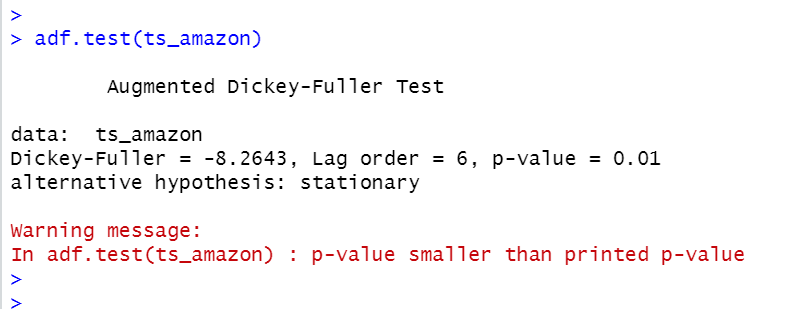 >
> adf.test(ts_amazon)
Augmented Dickey-Fuller Test
data:  ts_amazon
Dickey-Fuller = -8.2643, Lag order = 6, p-value = 0.01
alternative hypothesis: stationary
Warning message:
In adf.test(ts_amazon) : p-value smaller than printed p-value
>
>